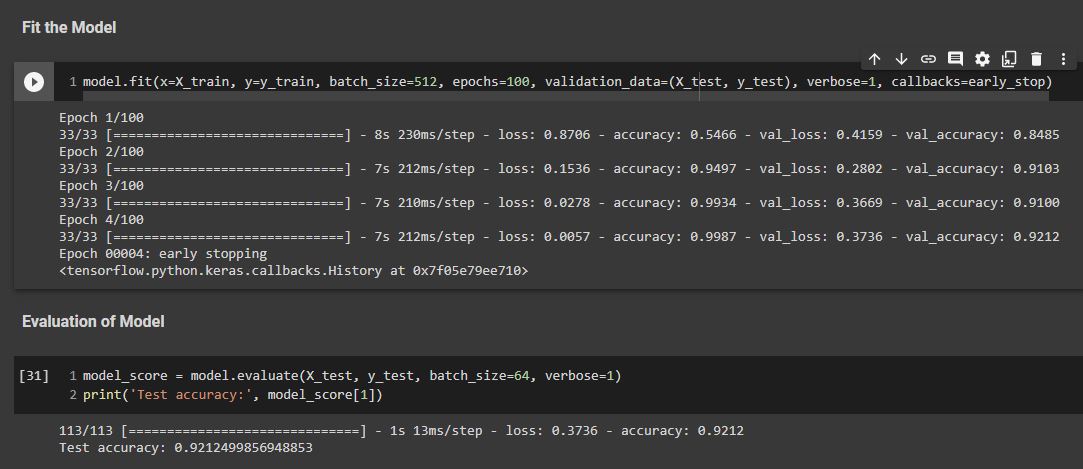 Fit the Model
1 model.fit(x=X_train, y=y_train, batch_size=512, epochs=100, validation_data=(X_test, y_test), verbose=1, callbacks=early_stop)
Epoch 1/100
33/33 [==============================] - 8s 230ms/step - loss: 0.8706 - accuracy: 0.5466 - val_loss: 0.4159 - val_accuracy: 0.8485
Epoch 2/100
33/33 [==============================] - 7s 212ms/step - loss: 0.1536 - accuracy: 0.9497 - val_loss: 0.2802 - val_accuracy: 0.9103
Epoch 3/100
33/33 [==============================] - 7s 210ms/step - loss: 0.0278 - accuracy: 0.9934 - val_loss: 0.3669 - val_accuracy: 0.9100
Epoch 4/100
33/33 [==============================] - 7s 212ms/step - loss: 0.0057 - accuracy: 0.9987 - val_loss: 0.3736 - val_accuracy: 0.9212
Epoch 00004: early stopping
<tensorflow.python.keras.callbacks.History at 0x7f05e79ee710>
Evaluation of Model
[31] 1 model_score = model.evaluate(X_test, y_test, batch_size=64, verbose=1)
2 print('Test accuracy:', model_score[1])
113/113 [==============================] - 1s 13ms/step - loss: 0.3736 - accuracy: 0.9212
Test accuracy: 0.9212499856948853